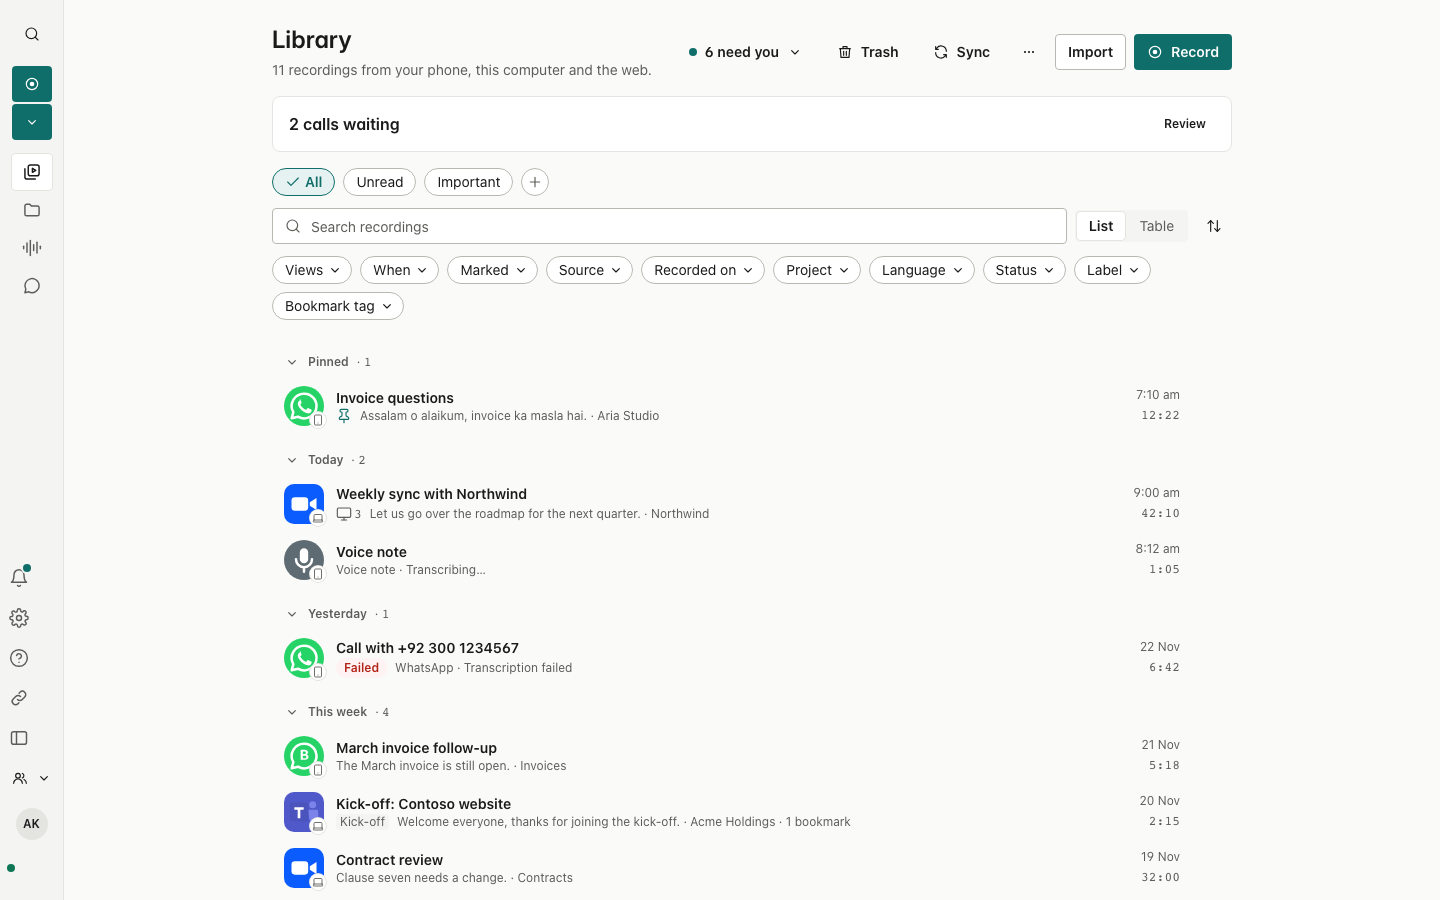 Library
11 recordings from your phone, this computer and the web.
6 need you
Trash
Sync
Import
Record
2 calls waiting
Review
All
Unread
Important
Search recordings
List
Table
Views
When
Marked
Source
Recorded on
Project
Language
Status
Label
Bookmark tag
Pinned · 1
Invoice questions
7:10 am
Assalam o alaikum, invoice ka masla hai. · Aria Studio
12:22
Today · 2
Weekly sync with Northwind
9:00 am
3 Let us go over the roadmap for the next quarter. · Northwind
42:10
Voice note
8:12 am
Voice note · Transcribing...
1:05
Yesterday · 1
Call with +92 300 1234567
22 Nov
Failed WhatsApp · Transcription failed
6:42
This week · 4
B
March invoice follow-up
21 Nov
The March invoice is still open. · Invoices
5:18
T
Kick-off: Contoso website
20 Nov
Kick-off Welcome everyone, thanks for joining the kick-off. · Acme Holdings · 1 bookmark
2:15
Contract review
19 Nov
Clause seven needs a change. · Contracts
32:00
AK